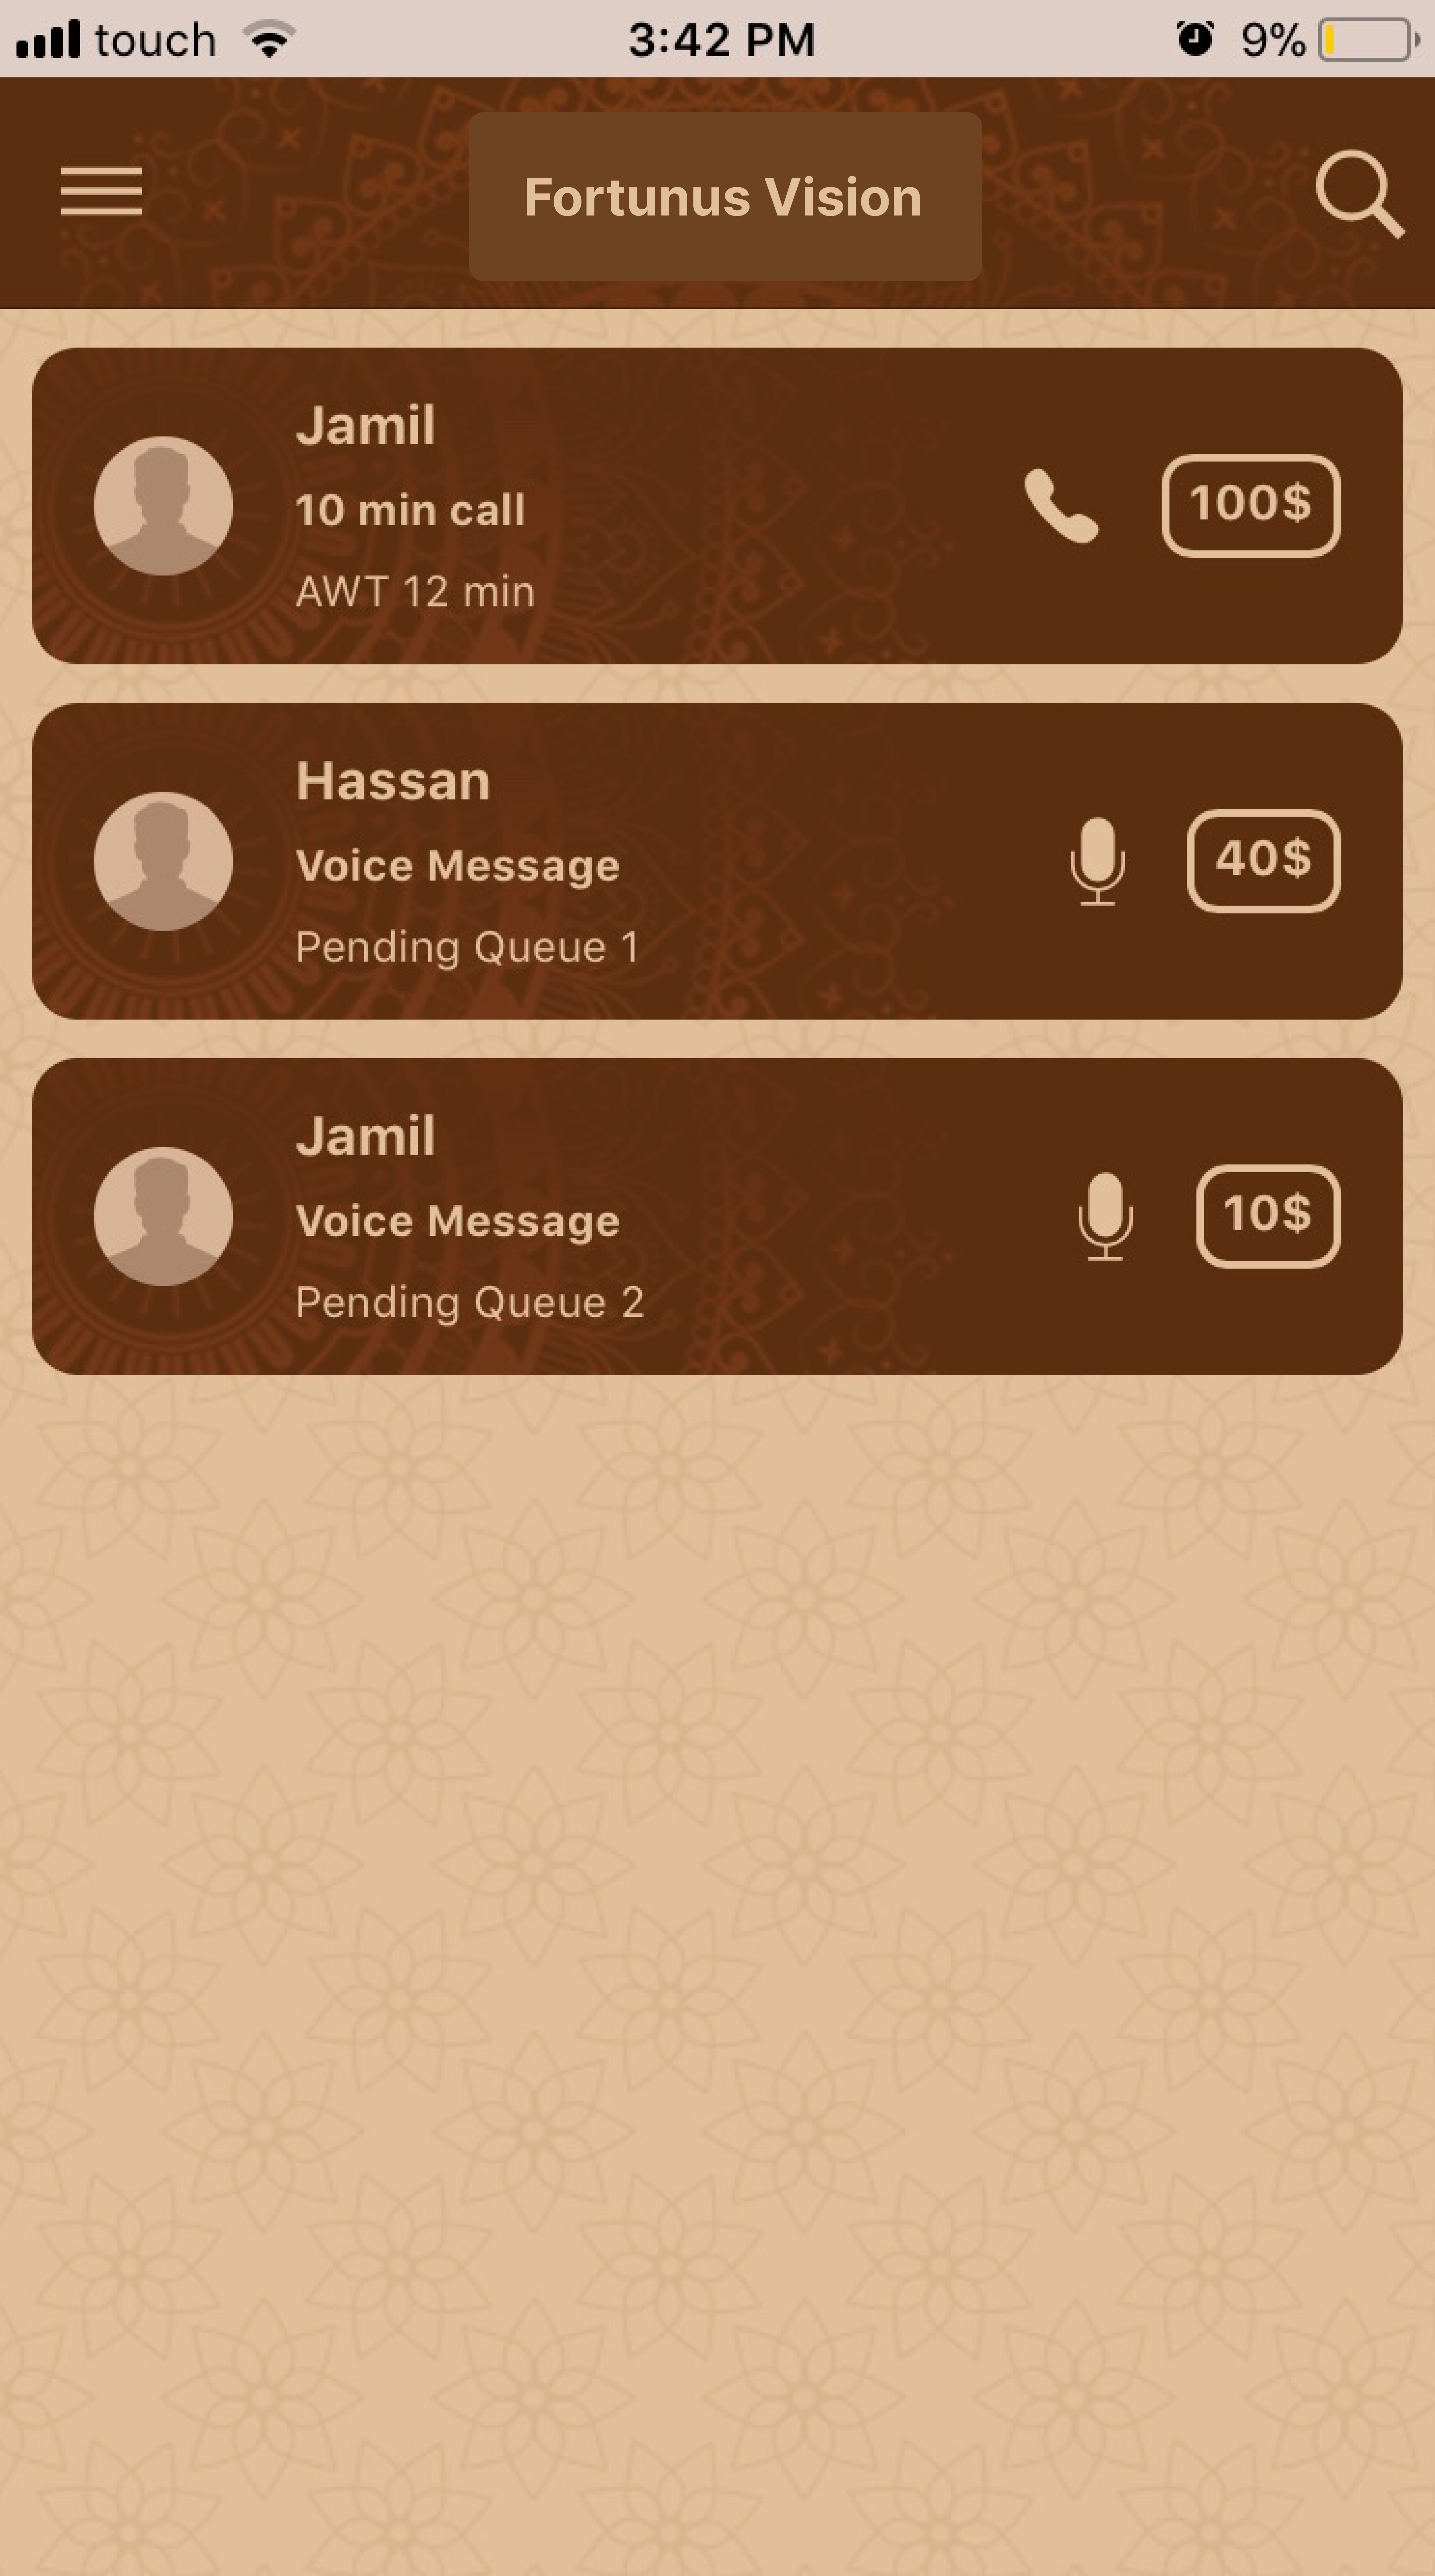 touch 3:42 PM 9%
Fortunus Vision
Jamil
10 min call
AWT 12 min
100$
Hassan
Voice Message
Pending Queue 1
40$
Jamil
Voice Message
Pending Queue 2
10$